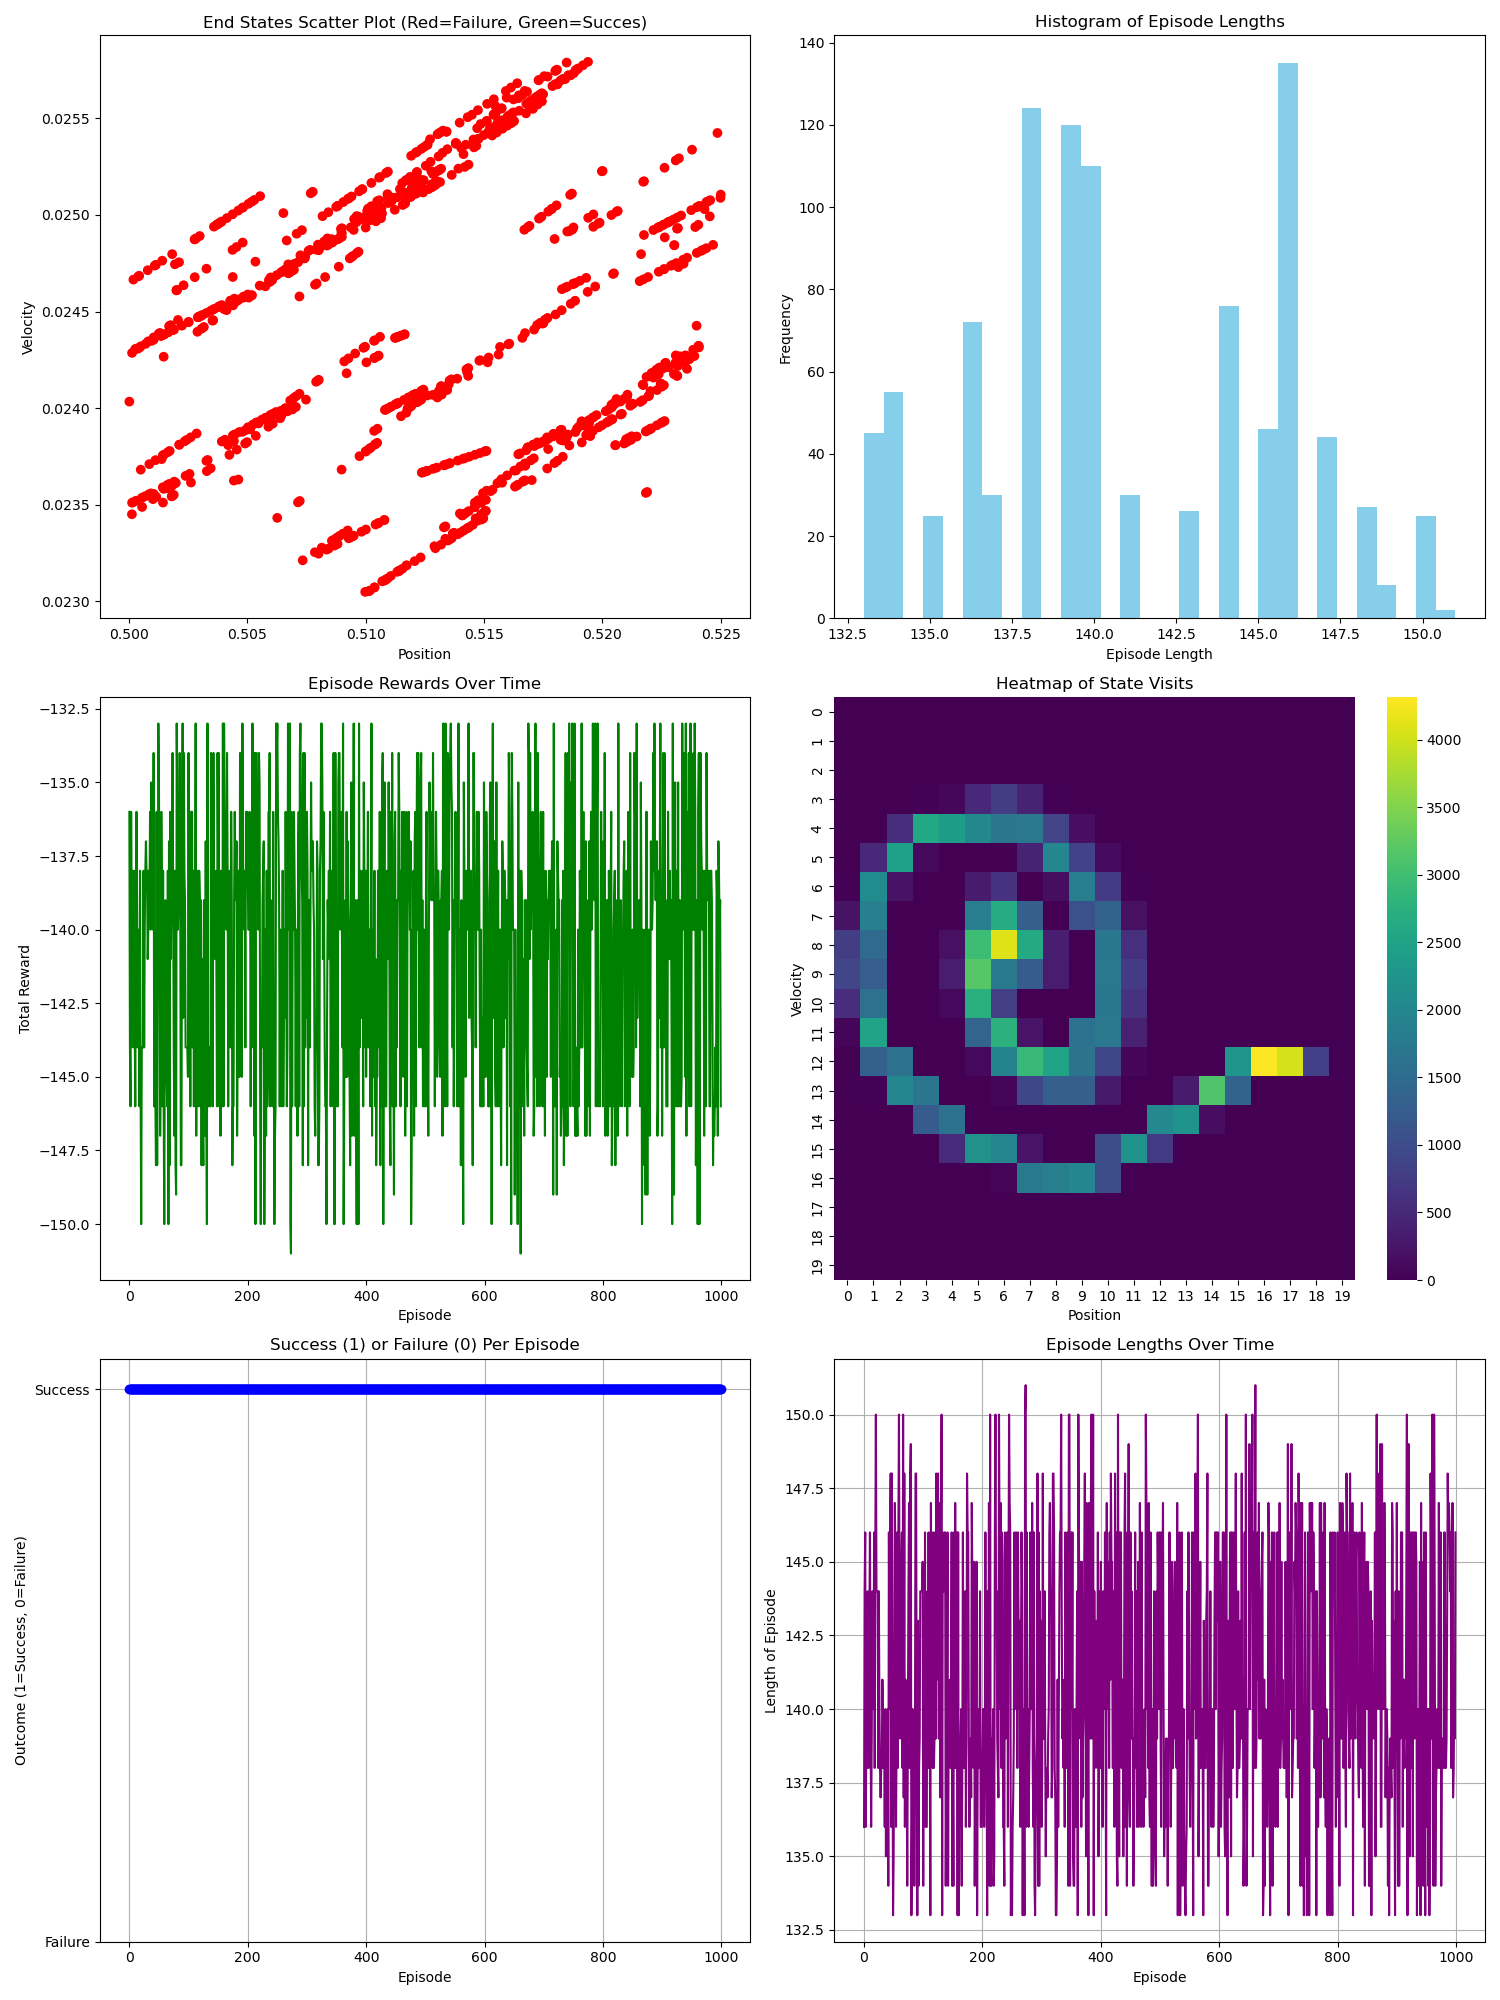 End States Scatter Plot (Red=Failure, Green=Succes)
Velocity
0.0255
0.0250
0.0245
0.0240
0.0235
0.0230
0.500 0.505 0.510 0.515 0.520 0.525
Position
Histogram of Episode Lengths
Frequency
140
120
100
80
60
40
20
0
132.5 135.0 137.5 140.0 142.5 145.0 147.5 150.0
Episode Length
Episode Rewards Over Time
Total Reward
−132.5
−135.0
−137.5
−140.0
−142.5
−145.0
−147.5
−150.0
0 200 400 600 800 1000
Episode
Heatmap of State Visits
Velocity
0
1
2
3
4
5
6
7
8
9
10
11
12
13
14
15
16
17
18
19
0 1 2 3 4 5 6 7 8 9 10 11 12 13 14 15 16 17 18 19
Position
4000
3500
3000
2500
2000
1500
1000
500
0
Success (1) or Failure (0) Per Episode
Outcome (1=Success, 0=Failure)
Success
Failure
0 200 400 600 800 1000
Episode
Episode Lengths Over Time
Length of Episode
150.0
147.5
145.0
142.5
140.0
137.5
135.0
132.5
0 200 400 600 800 1000
Episode